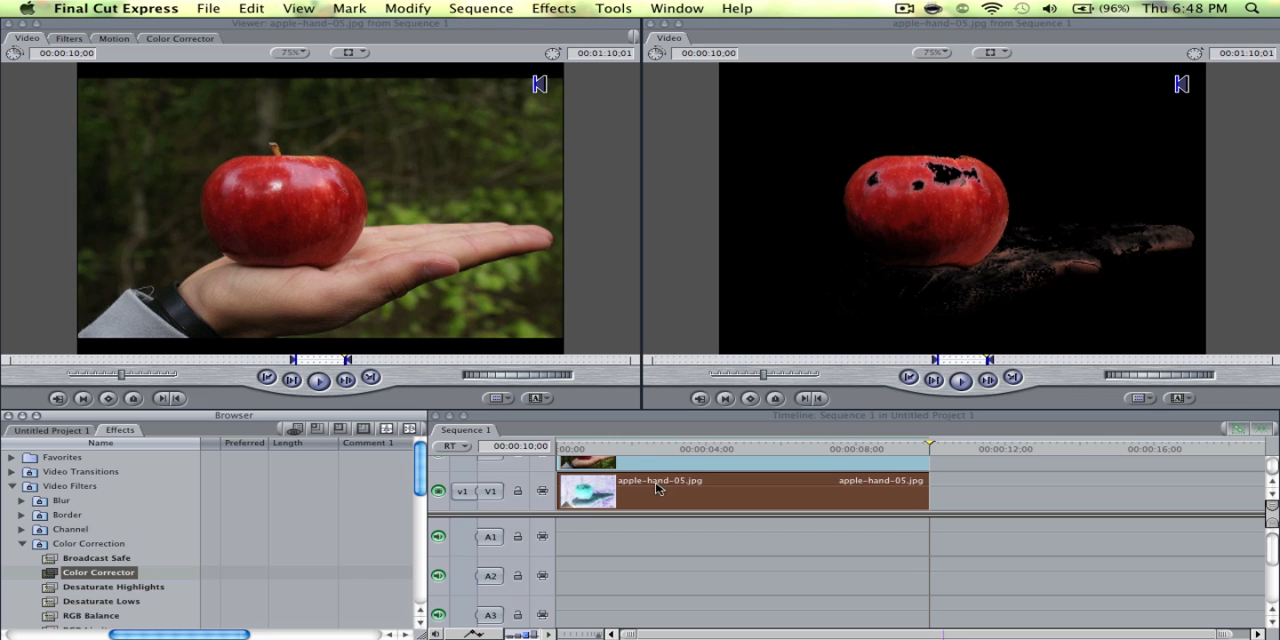 Final Cut Express File Edit View Mark Modify Sequence Effects Tools Window Help (96%) Thu 6:48 PM
Viewer: apple-hand-05.jpg from Sequence 1
apple-hand-05.jpg from Sequence 1
Video Filters Motion Color Corrector
Video
00:00:10;00 75% 00:01:10;01
00:00:10;00 75% 00:01:10;01
Browser
Timeline: Sequence 1 in Untitled Project 1
Untitled Project 1 Effects
Sequence 1
Name Preferred Length Comment 1
RT 00:00:10;00 00:00 00:00:04;00 00:00:08;00 00:00:12;00 00:00:16;00
Favorites
Video Transitions
Video Filters
Blur
Border
Channel
Color Correction
Broadcast Safe
Color Corrector
Desaturate Highlights
Desaturate Lows
RGB Balance
v1 V1 apple-hand-05.jpg apple-hand-05.jpg
A1
A2
A3